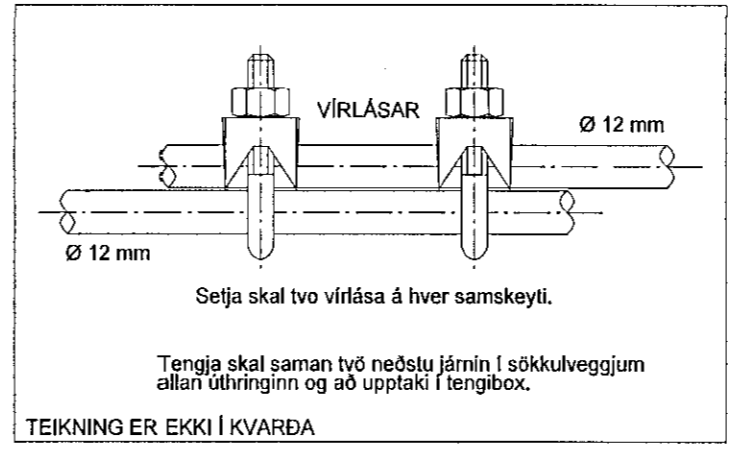 VÍRLÁSAR
Ø 12 mm
Ø 12 mm
Setja skal tvo vírlása á hver samskeyti.
Tengja skal saman tvö neðstu járnin í sökkulveggjum
allan úthringinn og að upptaki í tengibox.
TEIKNING ER EKKI Í KVARÐA